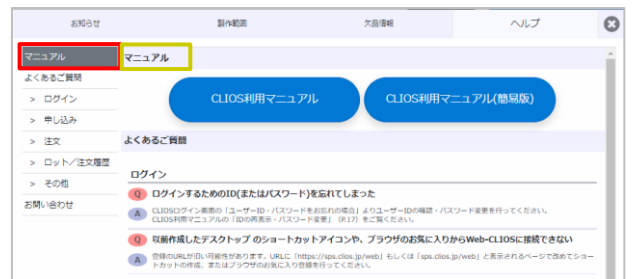 お知らせ
製作範囲
欠品情報
ヘルプ
マニュアル
よくあるご質問
> ログイン
> 申し込み
> 注文
> ロット/注文履歴
> その他
お問い合わせ
マニュアル
CLIOS利用マニュアル
CLIOS利用マニュアル(簡易版)
よくあるご質問
ログイン
Q ログインするためのID(またはパスワード)を忘れてしまった
A CLIOSログイン画面の「ユーザーID・パスワードをお忘れの場合」よりユーザーIDの確認・パスワード変更を行ってください。
CLIOS利用マニュアルの「IDの再表示・パスワード変更」(P.17) をご覧ください。
Q 以前作成したデスクトップ のショートカットアイコンや、ブラウザのお気に入りからWeb-CLIOSに接続できない
A 登録のURLが旧い可能性があります。URLに「https://sps.clios.jp/web」もしくは「sps.clios.jp/web」と表示されるページで改めてショー
トカットの作成、またはブラウザのお気に入り登録を行ってください。